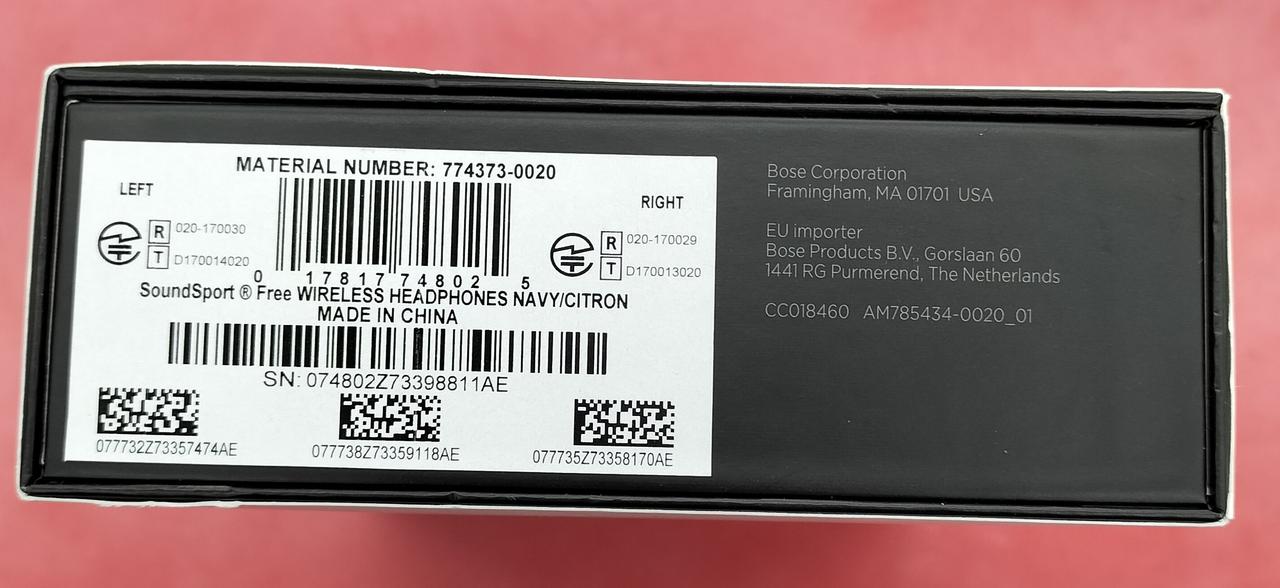 MATERIAL NUMBER: 774373-0020
LEFT
RIGHT
R 020-170030
T D170014020
R 020-170029
T D170013020
0 17817 74802 5
SoundSport ® Free WIRELESS HEADPHONES NAVY/CITRON
MADE IN CHINA
SN: 074802Z73398811AE
077732Z73357474AE
077738Z73359118AE
077735Z73358170AE
Bose Corporation
Framingham, MA 01701 USA
EU importer
Bose Products B.V., Gorslaan 60
1441 RG Purmerend, The Netherlands
CC018460 AM785434-0020_01